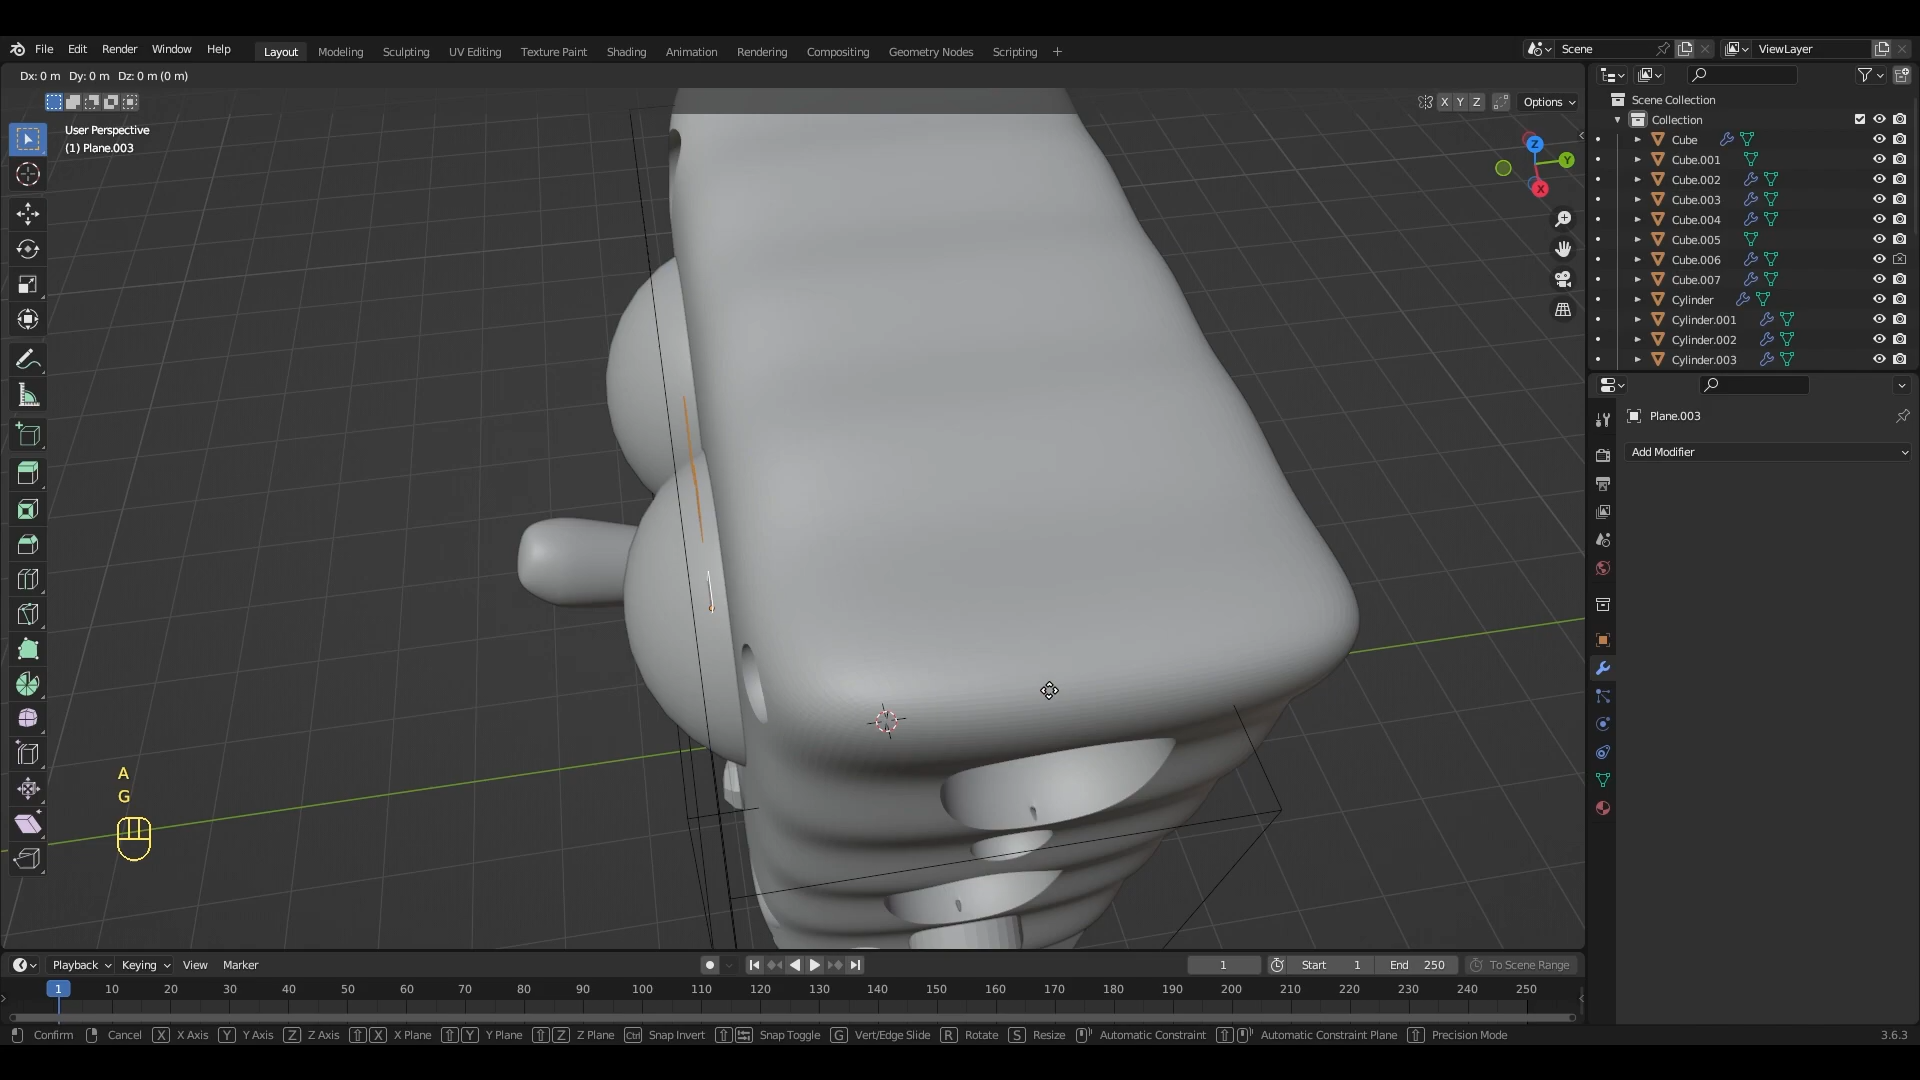 File Edit Render Window Help Layout Modeling Sculpting UV Editing Texture Paint Shading Animation Rendering Compositing Geometry Nodes Scripting + Scene ViewLayer
Dx: 0 m Dy: 0 m Dz: 0 m (0 m)
X Y Z Options
User Perspective
(1) Plane.003
Z
Y
X
Scene Collection
Collection
Cube
Cube.001
Cube.002
Cube.003
Cube.004
Cube.005
Cube.006
Cube.007
Cylinder
Cylinder.001
Cylinder.002
Cylinder.003
Plane.003
Add Modifier
A
G
Playback Keying View Marker 1 Start 1 End 250 To Scene Range
1 10 20 30 40 50 60 70 80 90 100 110 120 130 140 150 160 170 180 190 200 210 220 230 240 250
Confirm Cancel X X Axis Y Y Axis Z Z Axis X X Plane Y Y Plane Z Z Plane Ctrl Snap Invert Snap Toggle G Vert/Edge Slide R Rotate S Resize Automatic Constraint Automatic Constraint Plane Precision Mode 3.6.3